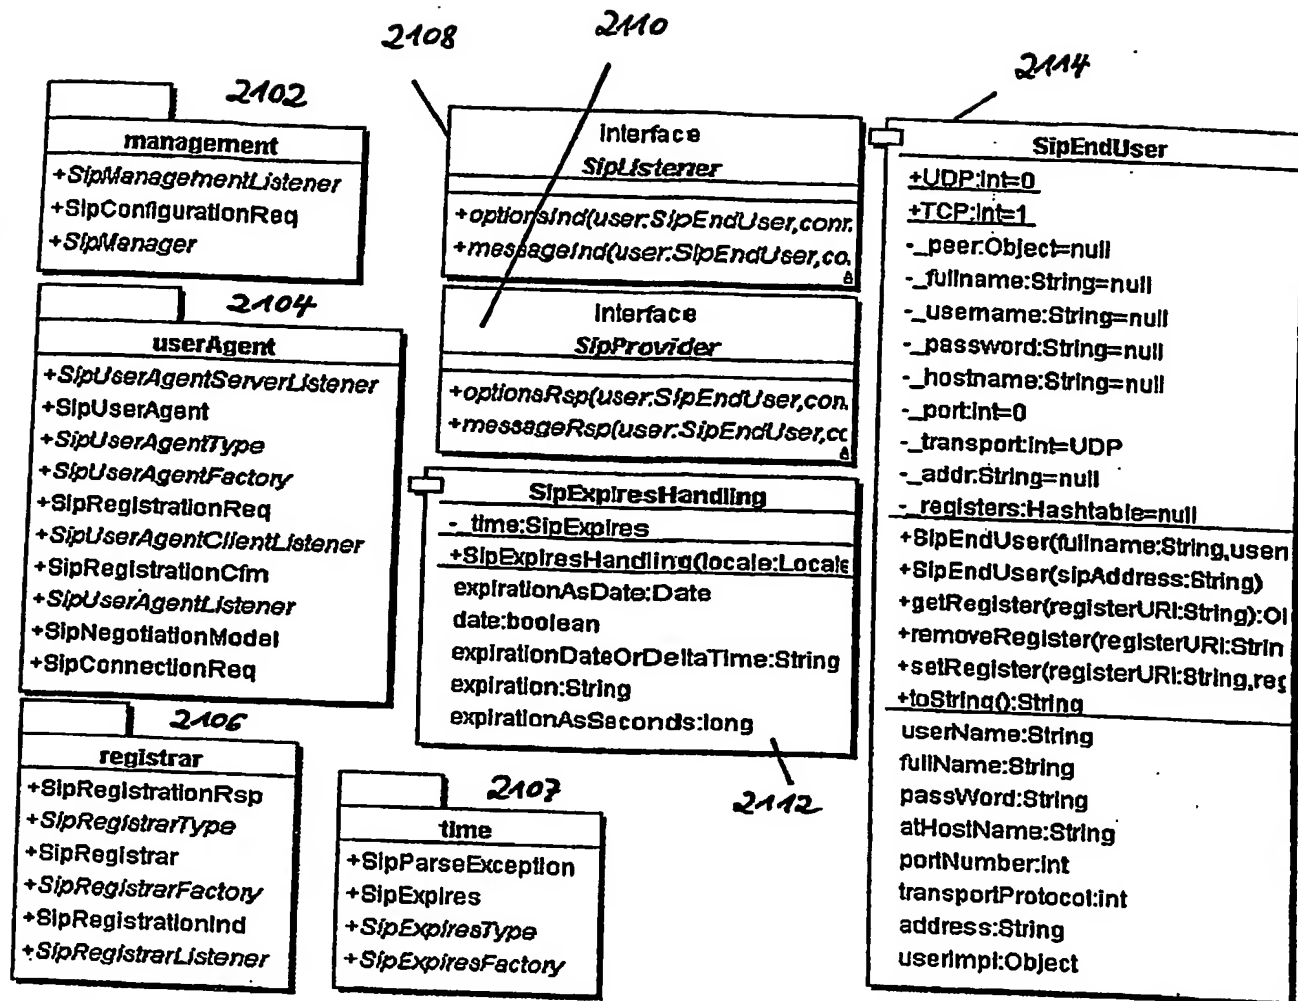 2102
management
+SipManagementListener
+SipConfigurationReq
+SipManager
2104
userAgent
+SipUserAgentServerListener
+SipUserAgent
+SipUserAgentType
+SipUserAgentFactory
+SipRegistrationReq
+SipUserAgentClientListener
+SipRegistrationCfm
+SipUserAgentListener
+SipNegotiationModel
+SipConnectionReq
2106
registrar
+SipRegistrationRsp
+SipRegistrarType
+SipRegistrar
+SipRegistrarFactory
+SipRegistrationInd
+SipRegistrarListener
2107
time
+SipParseException
+SipExpires
+SipExpiresType
+SipExpiresFactory
2108
Interface
SipListener
+optionsInd(user:SipEndUser,conr.
+messageInd(user:SipEndUser,co.
2110
Interface
SipProvider
+optionsRsp(user:SipEndUser,con.
+messageRsp(user:SipEndUser,cc
SipExpiresHandling
-_time:SipExpires
+SipExpiresHandling(locale:Locale
expirationAsDate:Date
date:boolean
expirationDateOrDeltaTime:String
expiration:String
expirationAsSeconds:long
2112
2114
SipEndUser
+UDP:int=0
+TCP:int=1
-_peer:Object=null
-_fullname:String=null
-_username:String=null
-_password:String=null
-_hostname:String=null
-_port:int=0
-_transport:int=UDP
-_addr:String=null
-_registers:Hashtable=null
+SipEndUser(fullname:String,usern
+SipEndUser(sipAddress:String)
+getRegister(registerURI:String):Ol
+removeRegister(registerURI:Strin
+setRegister(registerURI:String,reg
+toString():String
userName:String
fullName:String
passWord:String
atHostName:String
portNumber:int
transportProtocol:int
address:String
userImpl:Object